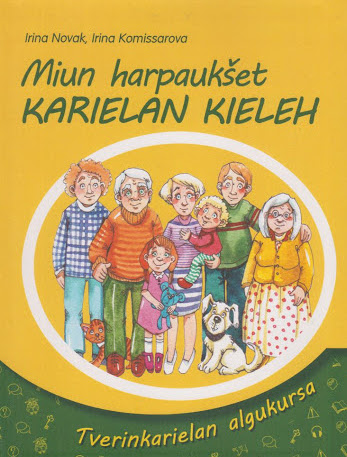 Irina Novak, Irina Komissarova
Miun harpaukšet
KARIELAN KIELEH
Tverinkarielan algukursa